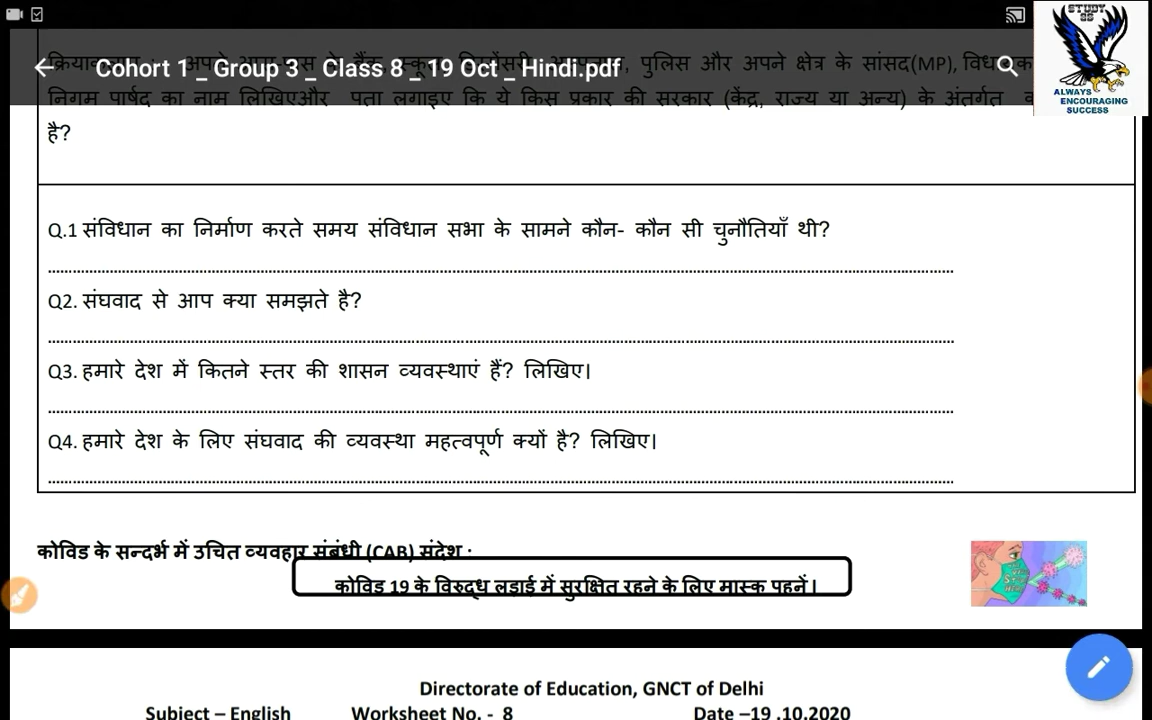 Cohort 1 _ Group 3 _ Class 8 _ 19 Oct _ Hindi.pdf
पुलिस और अपने क्षेत्र के सांसद(MP),
निगम पार्षद का नाम लिखिएऔर पता लगाइए कि ये किस प्रकार की सरकार (केंद्र, राज्य या अन्य) के अंतर्गत
है?
STUDY
88
ALWAYS
ENCOURAGING
SUCCESS
Q.1 संविधान का निर्माण करते समय संविधान सभा के सामने कौन- कौन सी चुनौतियाँ थी?
Q2. संघवाद से आप क्या समझते है?
Q3. हमारे देश में कितने स्तर की शासन व्यवस्थाएं हैं? लिखिए।
Q4. हमारे देश के लिए संघवाद की व्यवस्था महत्वपूर्ण क्यों है? लिखिए।
कोविड के सन्दर्भ में उचित व्यवहार संबंधी (CAB) संदेश :
कोविड 19 के विरुद्ध लड़ाई में सुरक्षित रहने के लिए मास्क पहनें।
Directorate of Education, GNCT of Delhi
Subject – English Worksheet No. - 8 Date –19 .10.2020